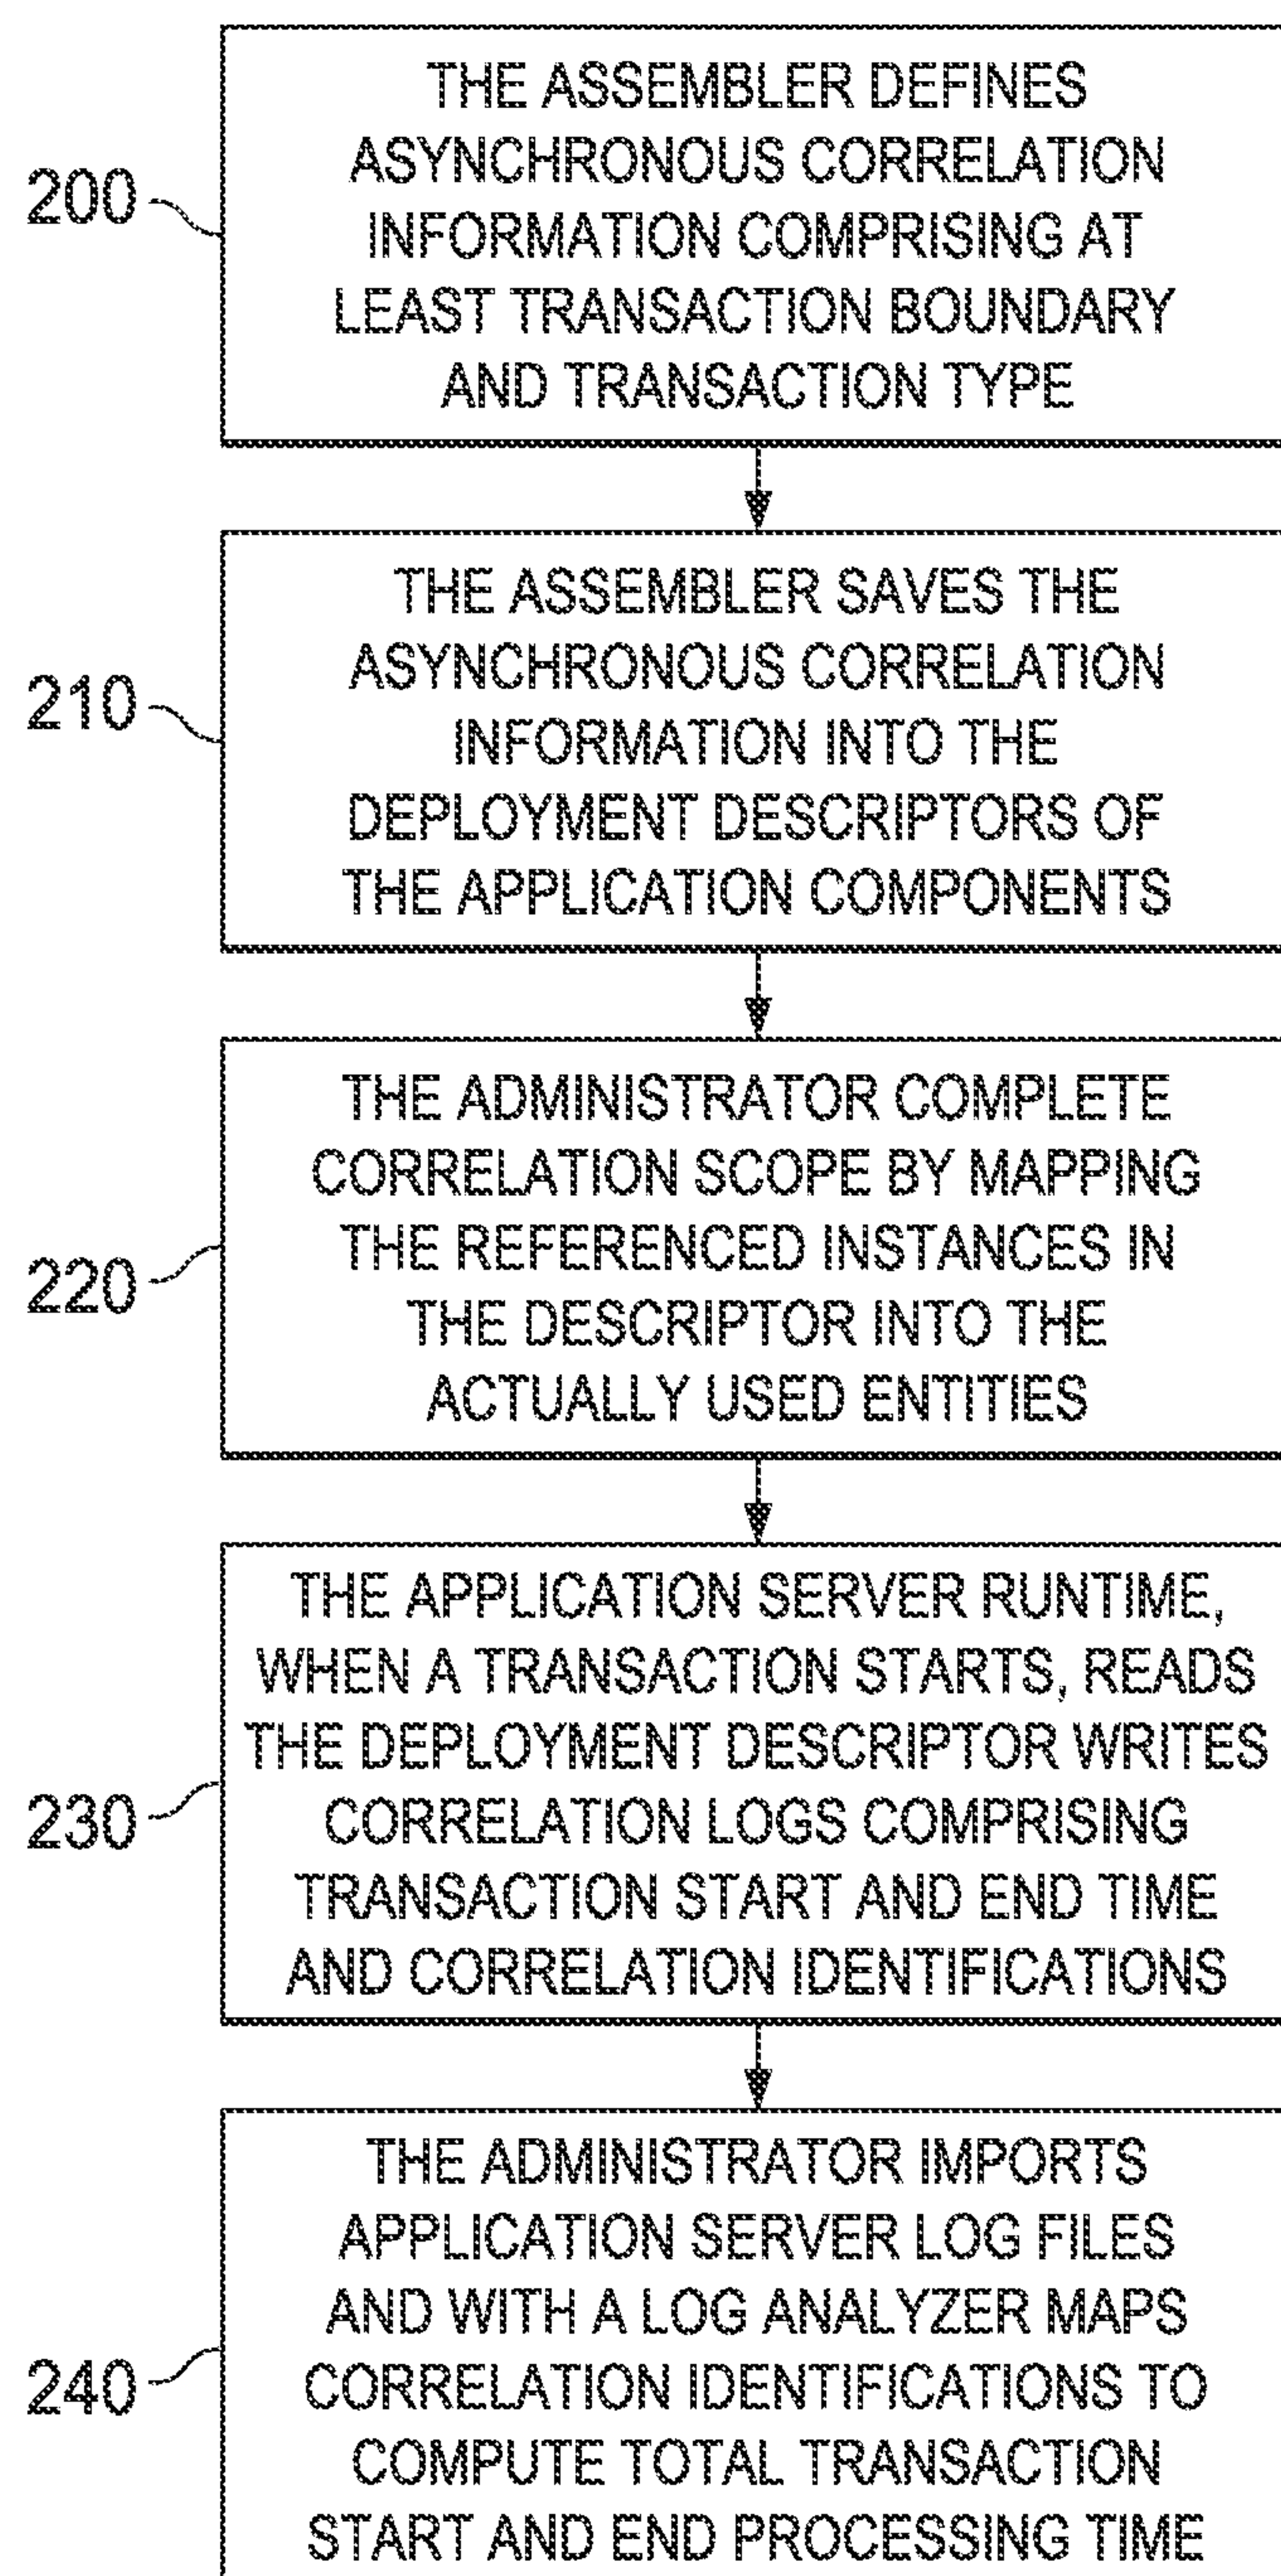 THE ASSEMBLER DEFINES
ASYNCHRONOUS CORRELATION
200
INFORMATION COMPRISING AT
LEAST TRANSACTION BOUNDARY
AND TRANSACTION TYPE
THE ASSEMBLER SAVES THE
ASYNCHRONOUS CORRELATION
210
INFORMATION INTO THE
DEPLOYMENT DESCRIPTORS OF
THE APPLICATION COMPONENTS
THE ADMINISTRATOR COMPLETE
CORRELATION SCOPE BY MAPPING
THE REFERENCED INSTANCES IN
220
THE DESCRIPTOR INTO THE
ACTUALLY USED ENTITIES
THE APPLICATION SERVER RUNTIME,
WHEN A TRANSACTION STARTS, READS
THE DEPLOYMENT DESCRIPTOR WRITES
230
CORRELATION LOGS COMPRISING
TRANSACTION START AND END TIME
AND CORRELATION IDENTIFICATIONS
THE ADMINISTRATOR IMPORTS
APPLICATION SERVER LOG FILES
AND WITH A LOG ANALYZER MAPS
240
CORRELATION IDENTIFICATIONS TO
COMPUTE TOTAL TRANSACTION
START AND END PROCESSING TIME